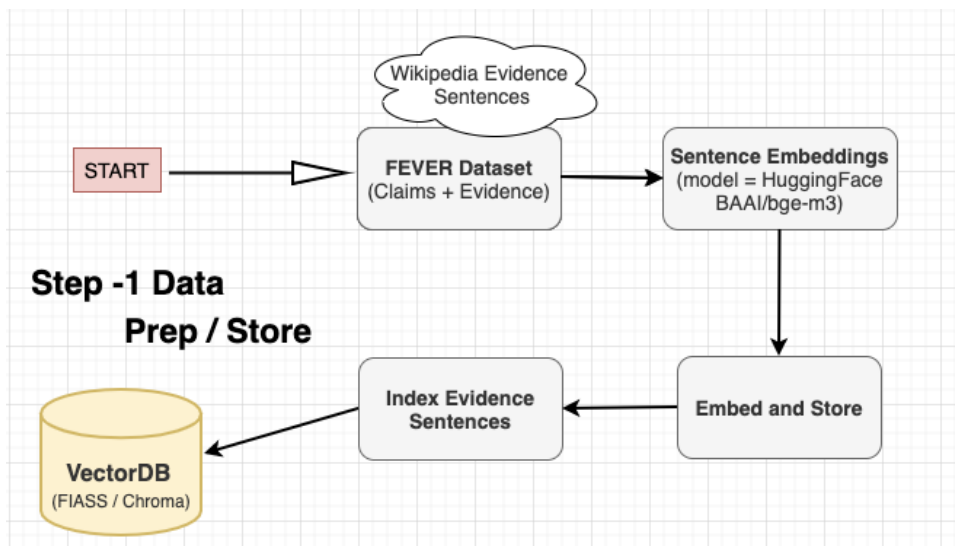 Wikipedia Evidence
Sentences
START
FEVER Dataset
(Claims + Evidence)
Sentence Embeddings
(model = HuggingFace
BAAI/bge-m3)
Step -1 Data
Prep / Store
Embed and Store
Index Evidence
Sentences
VectorDB
(FIASS / Chroma)